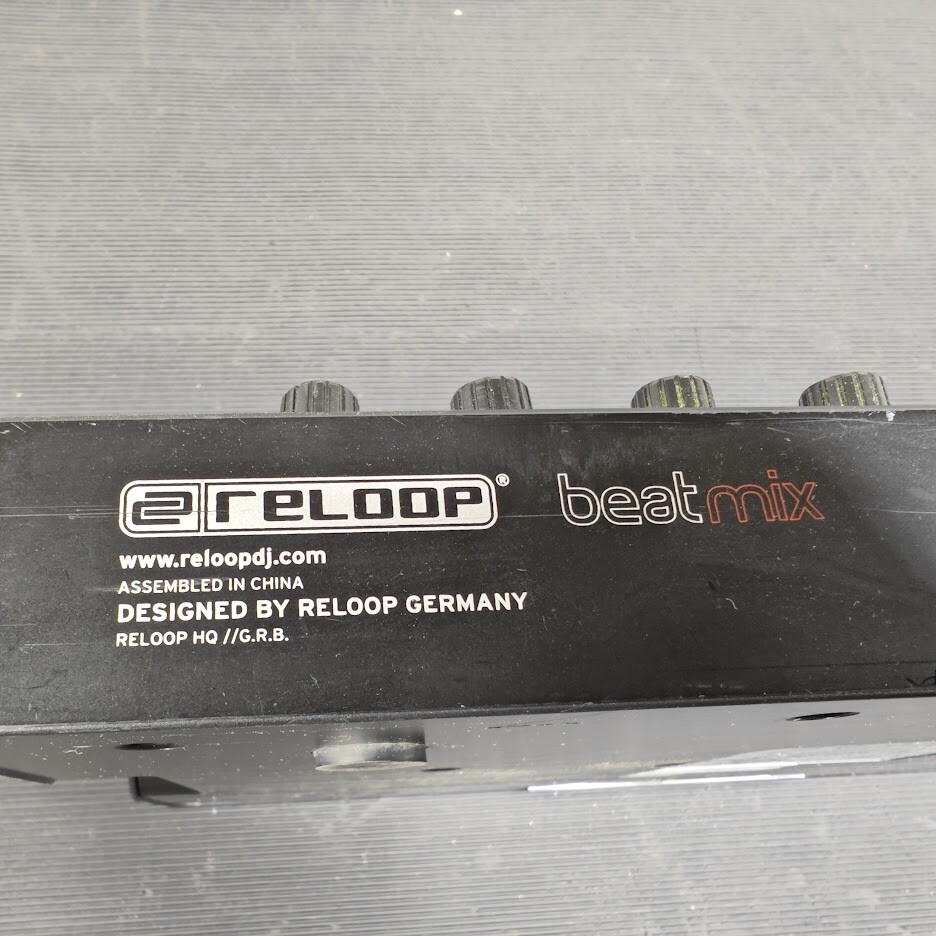 RELOOP® beatmix
www.reloopdj.com
ASSEMBLED IN CHINA
DESIGNED BY RELOOP GERMANY
RELOOP HQ //G.R.B.